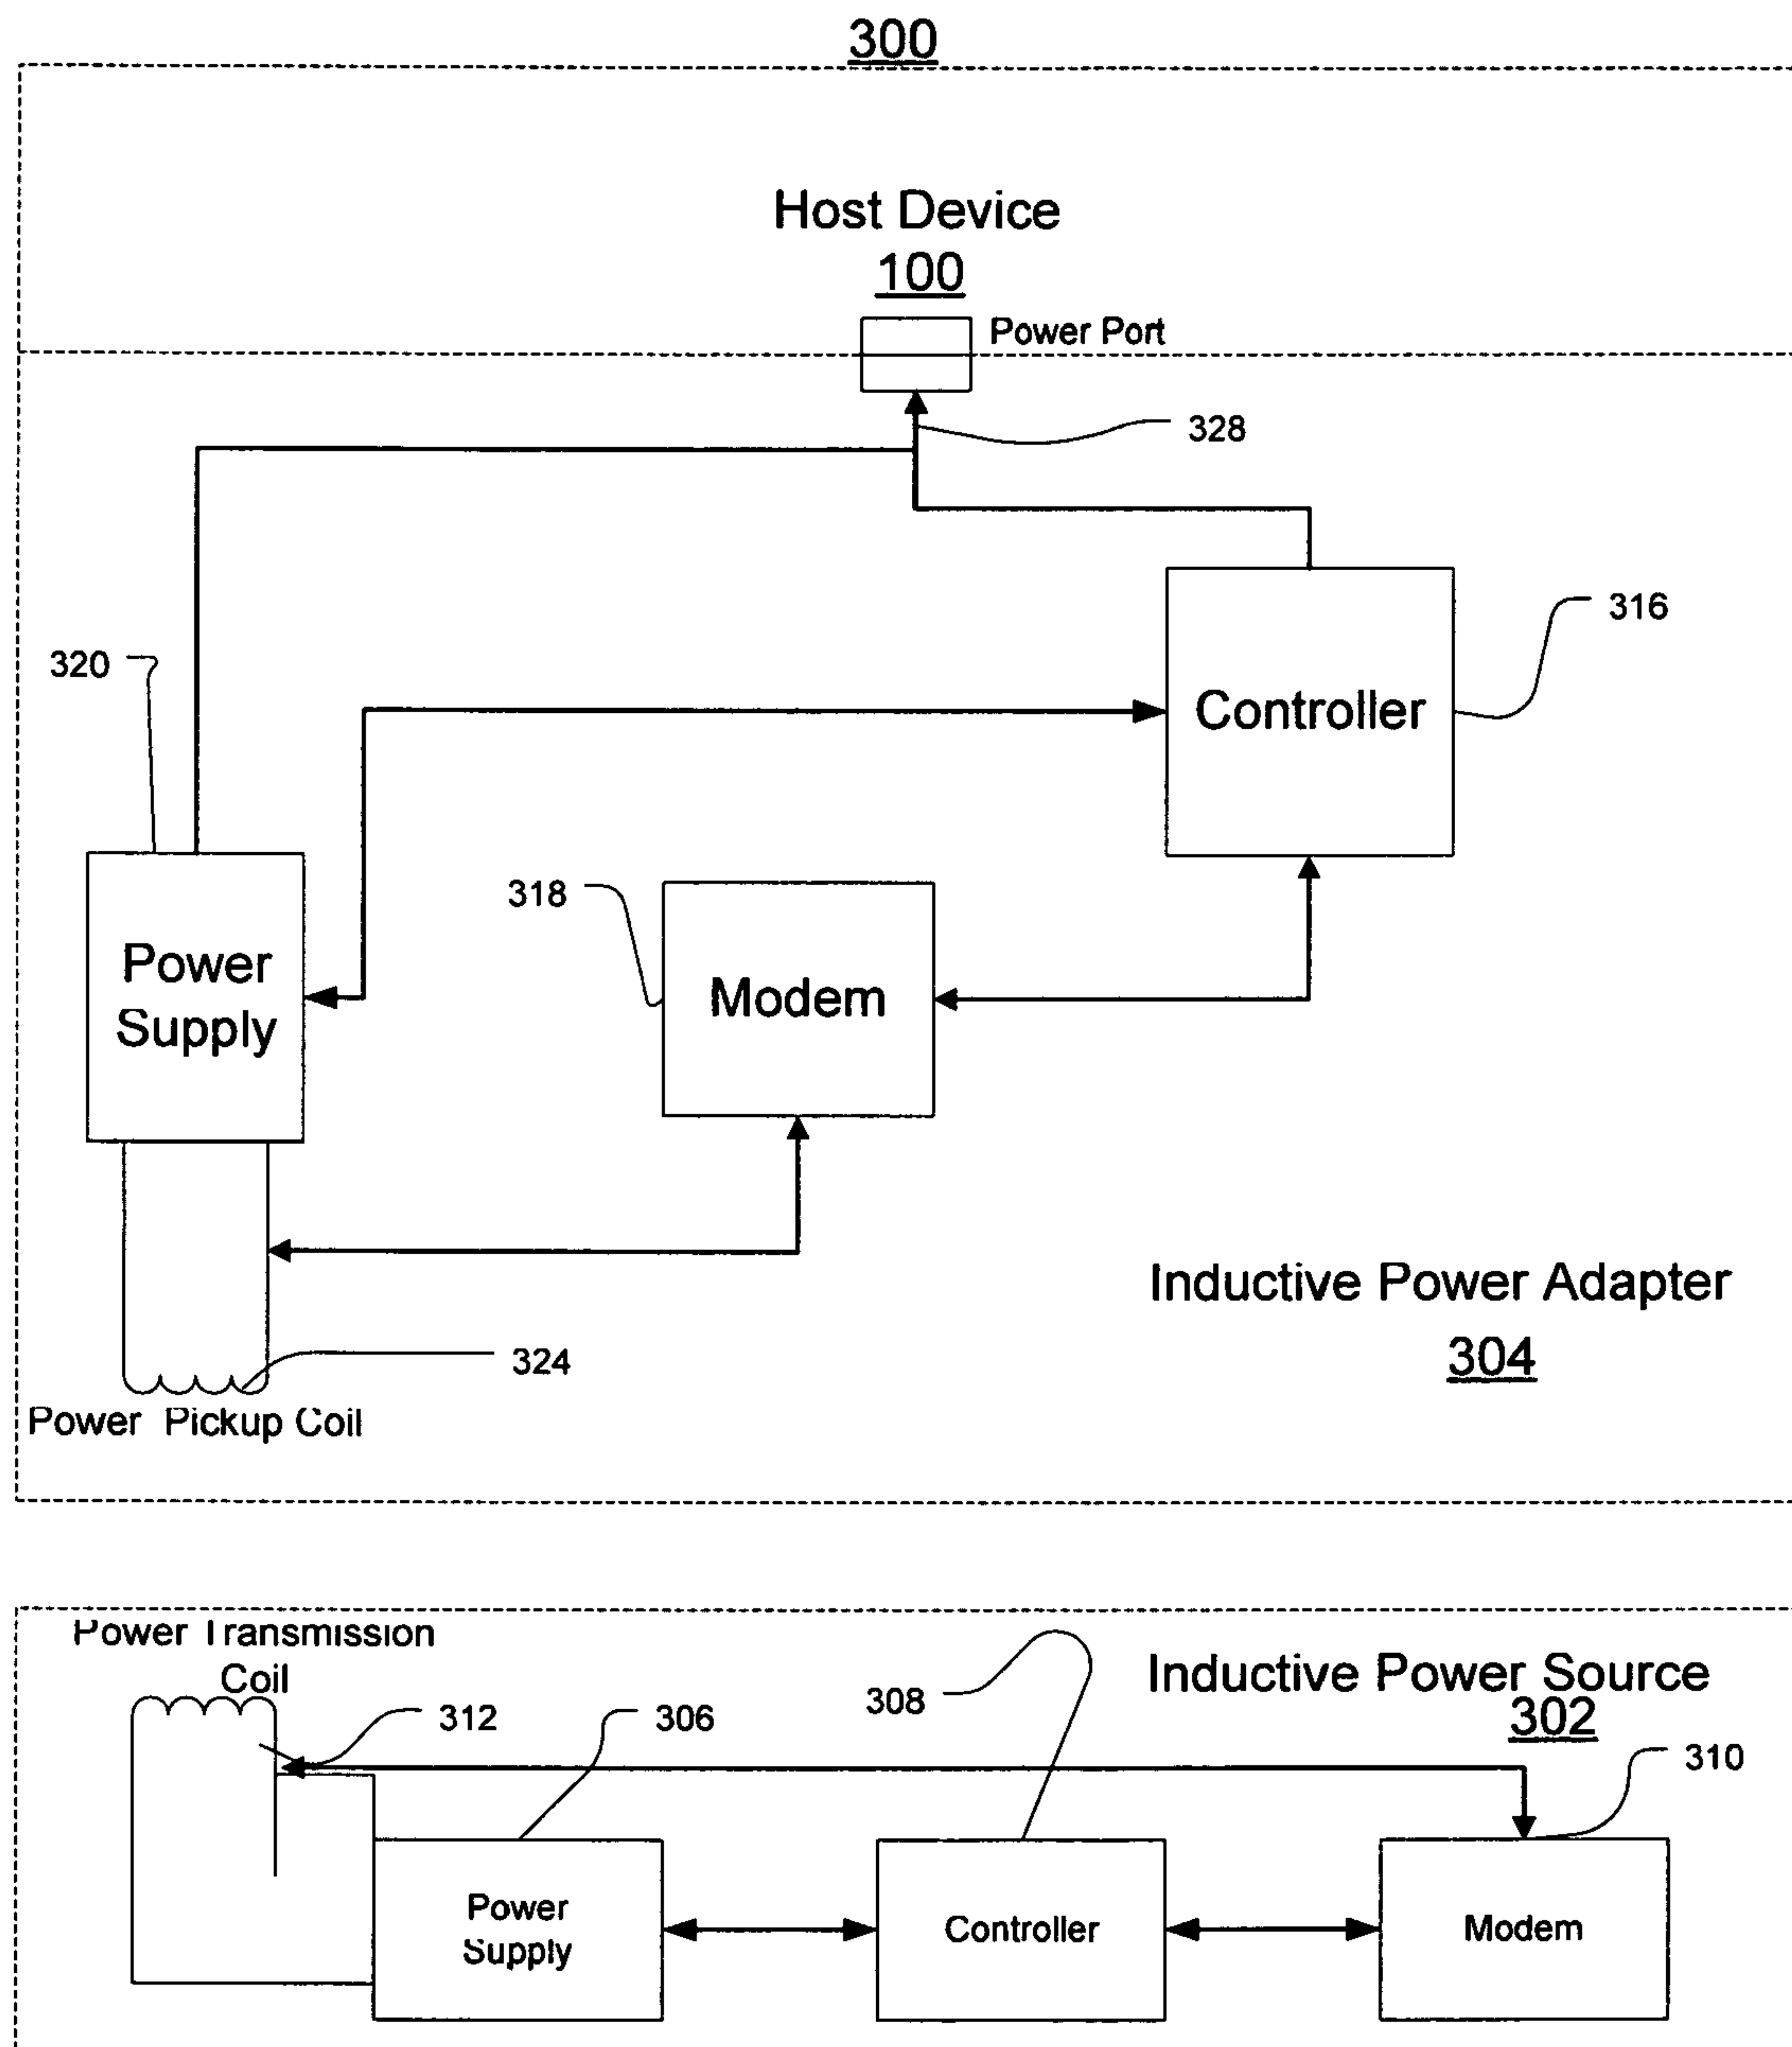 300
Host Device
100
Power Port
328
316
320
Controller
318
Power
Supply
Modem
Inductive Power Adapter
304
324
Power Pickup Coil
Power Transmission
Coil
Inductive Power Source
302
308
312
306
310
Power
Supply
Controller
Modem